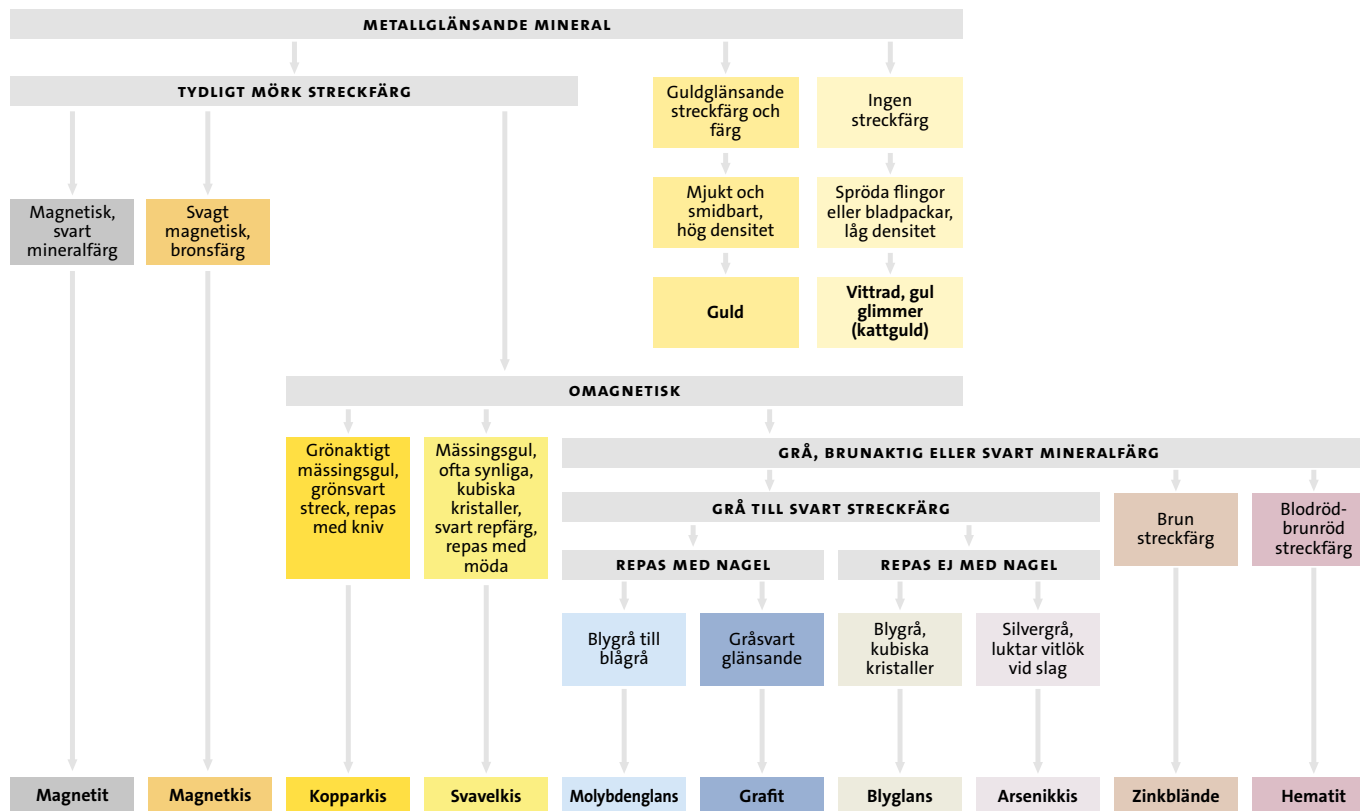 METALLGLÄNSANDE MINERAL
TYDLIGT MÖRK STRECKFÄRG
Guldglänsande
streckfärg och
färg
Ingen
streckfärg
Magnetisk,
svart
mineralfärg
Svagt
magnetisk,
bronsfärg
Mjukt och
smidbart,
hög densitet
Spröda flingor
eller bladpackar,
låg densitet
Guld
Vittrad, gul
glimmer
(kattguld)
OMAGNETISK
Grönaktigt
mässingsgul,
grönsvart
streck, repas
med kniv
Mässingsgul,
ofta synliga,
kubiska
kristaller,
svart repfärg,
repas med
möda
GRÅ, BRUNAKTIG ELLER SVART MINERALFÄRG
GRÅ TILL SVART STRECKFÄRG
Brun
streckfärg
Blodröd-
brunröd
streckfärg
REPAS MED NAGEL
REPAS EJ MED NAGEL
Blygrå till
blågrå
Gråsvart
glänsande
Blygrå,
kubiska
kristaller
Silvergrå,
luktar vitlök
vid slag
Magnetit
Magnetkis
Kopparkis
Svavelkis
Molybdenglans
Grafit
Blyglans
Arsenikkis
Zinkblände
Hematit